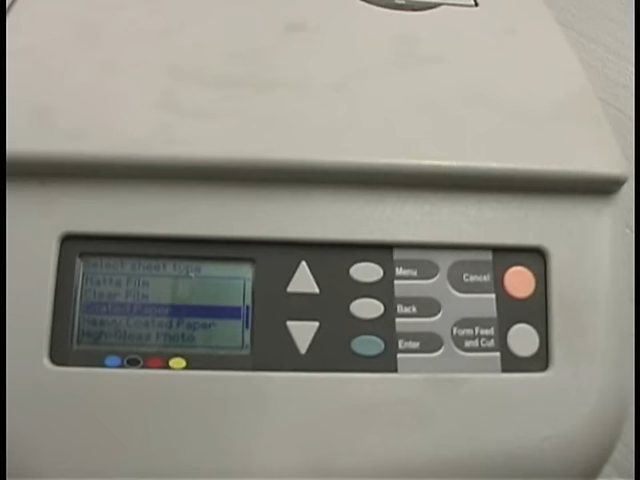 Select sheet type
Matte Film
Clear Film
Coated Paper
Heavy Coated Paper
High-Gloss Photo
Menu
Back
Enter
Cancel
Form Feed
and Cut